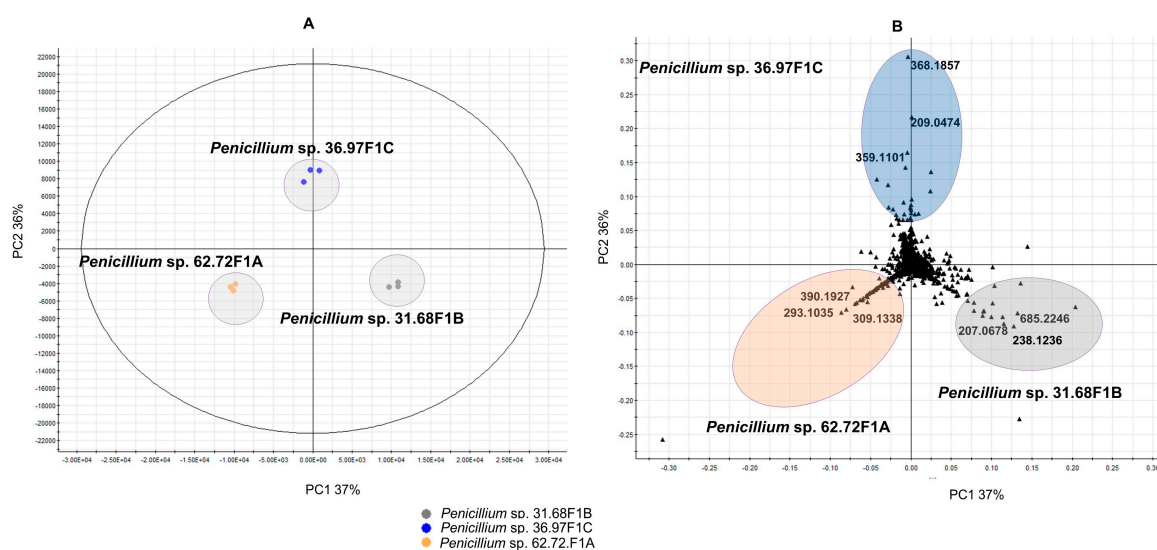 A
22000
20000
18000
16000
14000
12000
10000
8000
6000
4000
2000
0
-2000
-4000
-6000
-8000
-10000
-12000
-14000
-16000
-18000
-20000
-22000
PC2 36%
Penicillium sp. 36.97F1C
Penicillium sp. 62.72F1A
Penicillium sp. 31.68F1B
-3.00E+04 -2.50E+04 -2.00E+04 -1.50E+04 -1.00E+04 -5.00E+03 0.00E+00 5.00E+03 1.00E+04 1.50E+04 2.00E+04 2.50E+04 3.00E+04
PC1 37%
Penicillium sp. 31.68F1B
Penicillium sp. 36.97F1C
Penicillium sp. 62.72.F1A
B
0.30
0.25
0.20
0.15
0.10
0.05
0.00
-0.05
-0.10
-0.15
-0.20
-0.25
PC2 36%
Penicillium sp. 36.97F1C
368.1857
209.0474
359.1101
390.1927
293.1035 309.1338
685.2246
207.0678
238.1236
Penicillium sp. 31.68F1B
Penicillium sp. 62.72F1A
-0.30 -0.25 -0.20 -0.15 -0.10 -0.05 0.00 0.05 0.10 0.15 0.20 0.25
PC1 37%